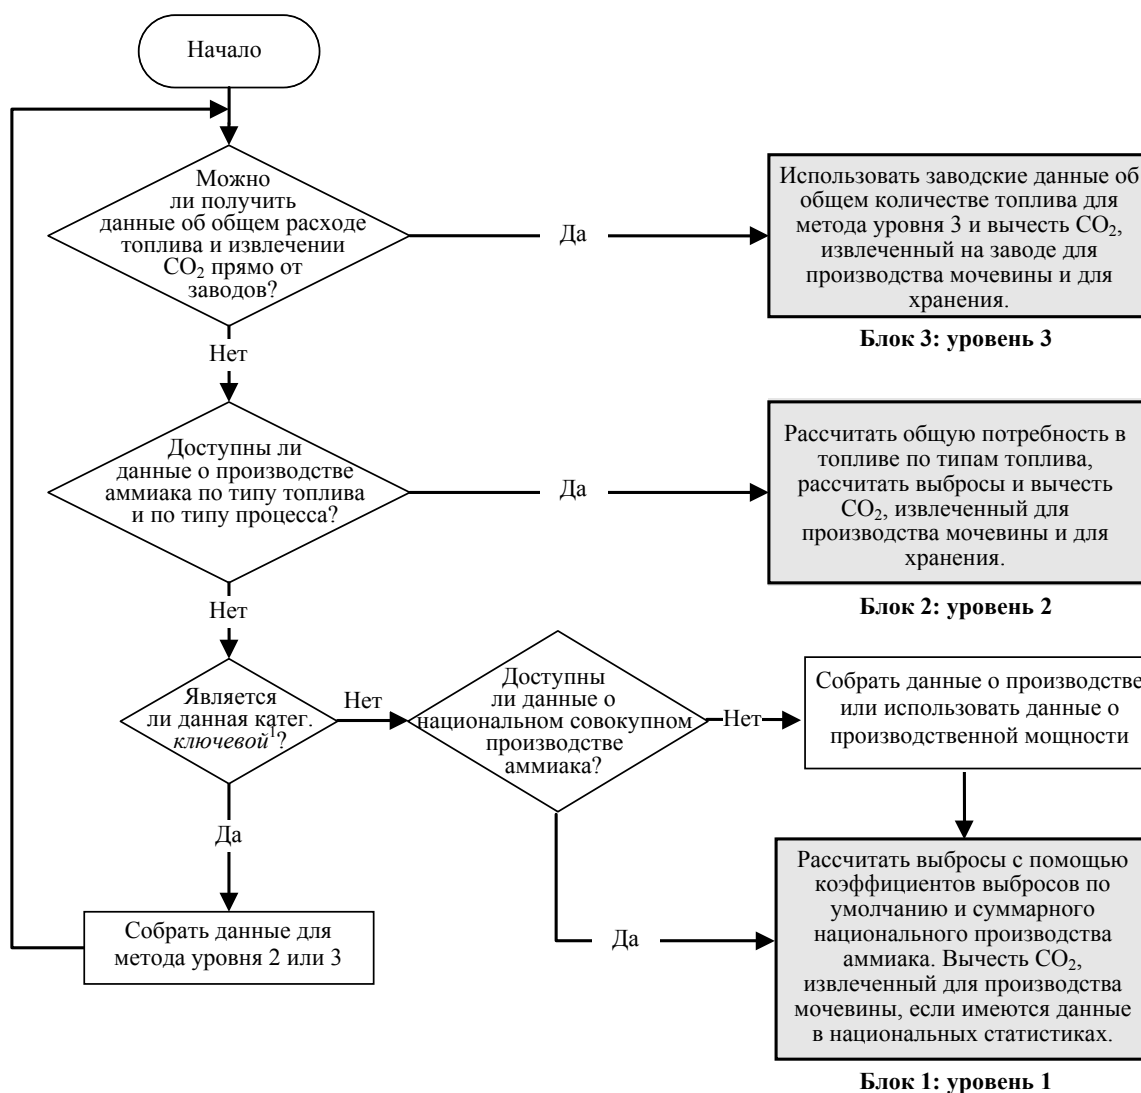 Начало
Можно
ли получить
данные об общем расходе
топлива и извлечении
CO₂ прямо от
заводов?
Да
Использовать заводские данные об
общем количестве топлива для
метода уровня 3 и вычесть CO₂,
извлеченный на заводе для
производства мочевины и для
хранения.
Блок 3: уровень 3
Нет
Доступны ли
данные о производстве
аммиака по типу топлива
и по типу процесса?
Да
Рассчитать общую потребность в
топливе по типам топлива,
рассчитать выбросы и вычесть
CO₂, извлеченный для
производства мочевины и для
хранения.
Блок 2: уровень 2
Нет
Является
ли данная катег.
ключевой¹?
Нет
Доступны
ли данные о
национальном совокупном
производстве
аммиака?
Нет
Собрать данные о производстве
или использовать данные о
производственной мощности
Да
Собрать данные для
метода уровня 2 или 3
Да
Рассчитать выбросы с помощью
коэффициентов выбросов по
умолчанию и суммарного
национального производства
аммиака. Вычесть CO₂,
извлеченный для производства
мочевины, если имеются данные
в национальных статистиках.
Блок 1: уровень 1